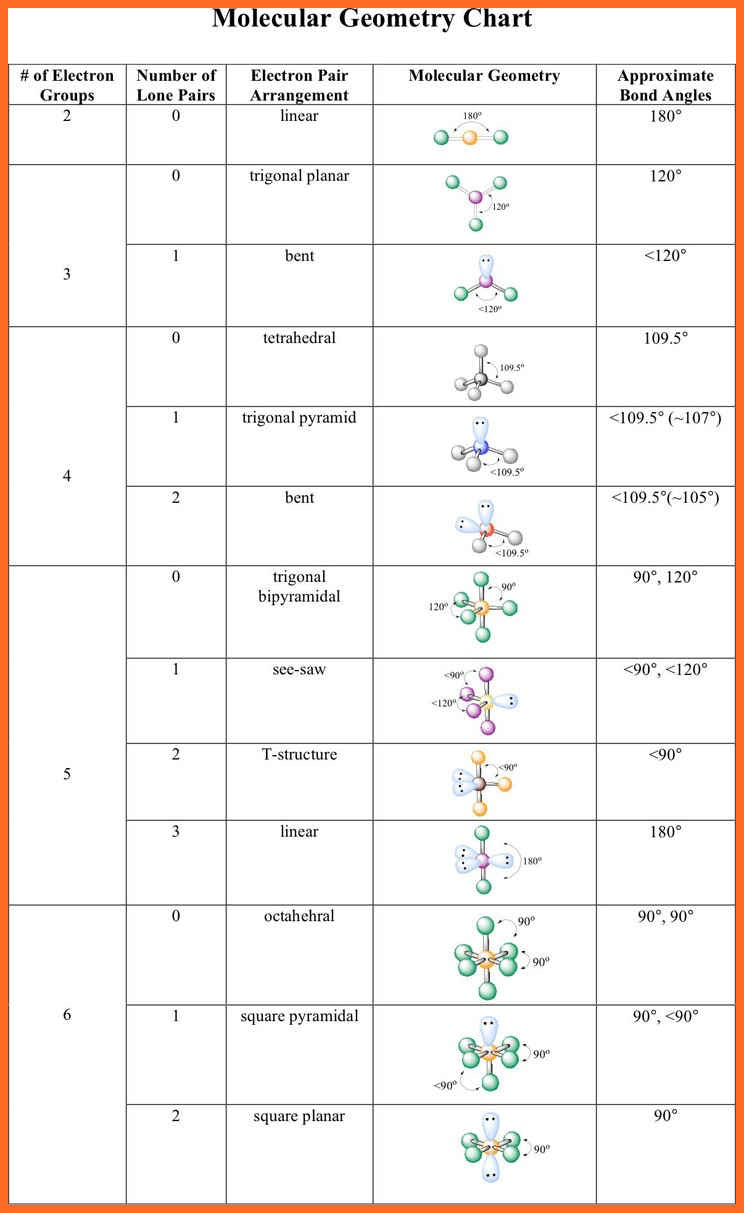 Molecular Geometry Chart
# of Electron Groups	Number of Lone Pairs	Electron Pair Arrangement	Molecular Geometry	Approximate Bond Angles
2	0	linear	180°	180°
3	0	trigonal planar	120°	120°
1	bent	<120°	<120°
4	0	tetrahedral	109.5°	109.5°
1	trigonal pyramid	<109.5°	<109.5° (~107°)
2	bent	<109.5°	<109.5°(~105°)
5	0	trigonal bipyramidal	90° 120°	90°, 120°
1	see-saw	<90° <120°	<90°, <120°
2	T-structure	<90°	<90°
3	linear	180°	180°
6	0	octahehral	90° 90°	90°, 90°
1	square pyramidal	90° <90°	90°, <90°
2	square planar	90°	90°